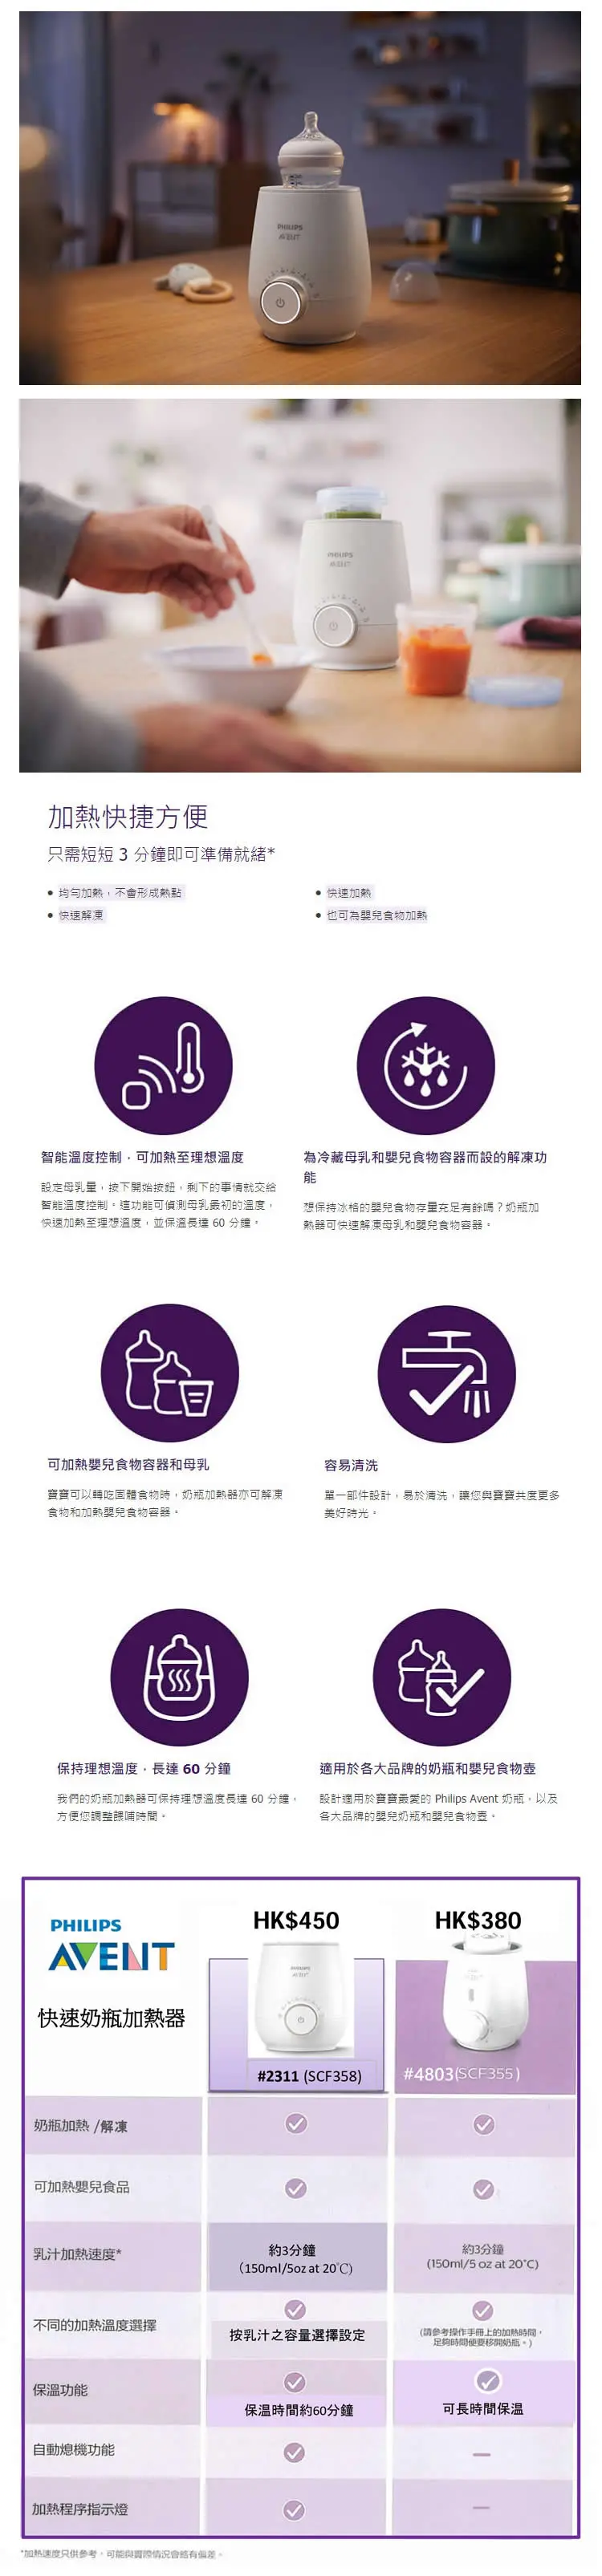 PHILIPS
AVENT
PHILIPS
AVENT
加熱快捷方便
只需短短 3 分鐘即可準備就緒*
• 均勻加熱，不會形成熱點
• 快速加熱
• 快速解凍
• 也可為嬰兒食物加熱
智能溫度控制，可加熱至理想溫度
設定母乳量，按下開始按鈕，剩下的事情就交給
智能溫度控制。這功能可偵測母乳最初的溫度，
快速加熱至理想溫度，並保溫長達 60 分鐘。
為冷藏母乳和嬰兒食物容器而設的解凍功
能
想保持冰格的嬰兒食物存量充足有餘嗎？奶瓶加
熱器可快速解凍母乳和嬰兒食物容器。
可加熱嬰兒食物容器和母乳
寶寶可以轉吃固體食物時，奶瓶加熱器亦可解凍
食物和加熱嬰兒食物容器。
容易清洗
單一部件設計，易於清洗，讓您與寶寶共度更多
美好時光。
保持理想溫度，長達 60 分鐘
我們的奶瓶加熱器可保持理想溫度長達 60 分鐘，
方便您調整餵哺時間。
適用於各大品牌的奶瓶和嬰兒食物壺
設計適用於寶寶最愛的 Philips Avent 奶瓶，以及
各大品牌的嬰兒奶瓶和嬰兒食物壺。
PHILIPS
AVENT
快速奶瓶加熱器
HK$450
#2311 (SCF358)
HK$380
#4803(SCF355)
奶瓶加熱 /解凍
可加熱嬰兒食品
乳汁加熱速度*
約3分鐘
(150ml/5oz at 20°C)
約3分鐘
(150ml/5 oz at 20°C)
不同的加熱溫度選擇
按乳汁之容量選擇設定
(請參考操作手冊上的加熱時間，
足夠時間便要移開奶瓶。)
保溫功能
保溫時間約60分鐘
可長時間保溫
自動熄機功能
加熱程序指示燈
*加熱速度只供參考，可能與實際情況會略有偏差。